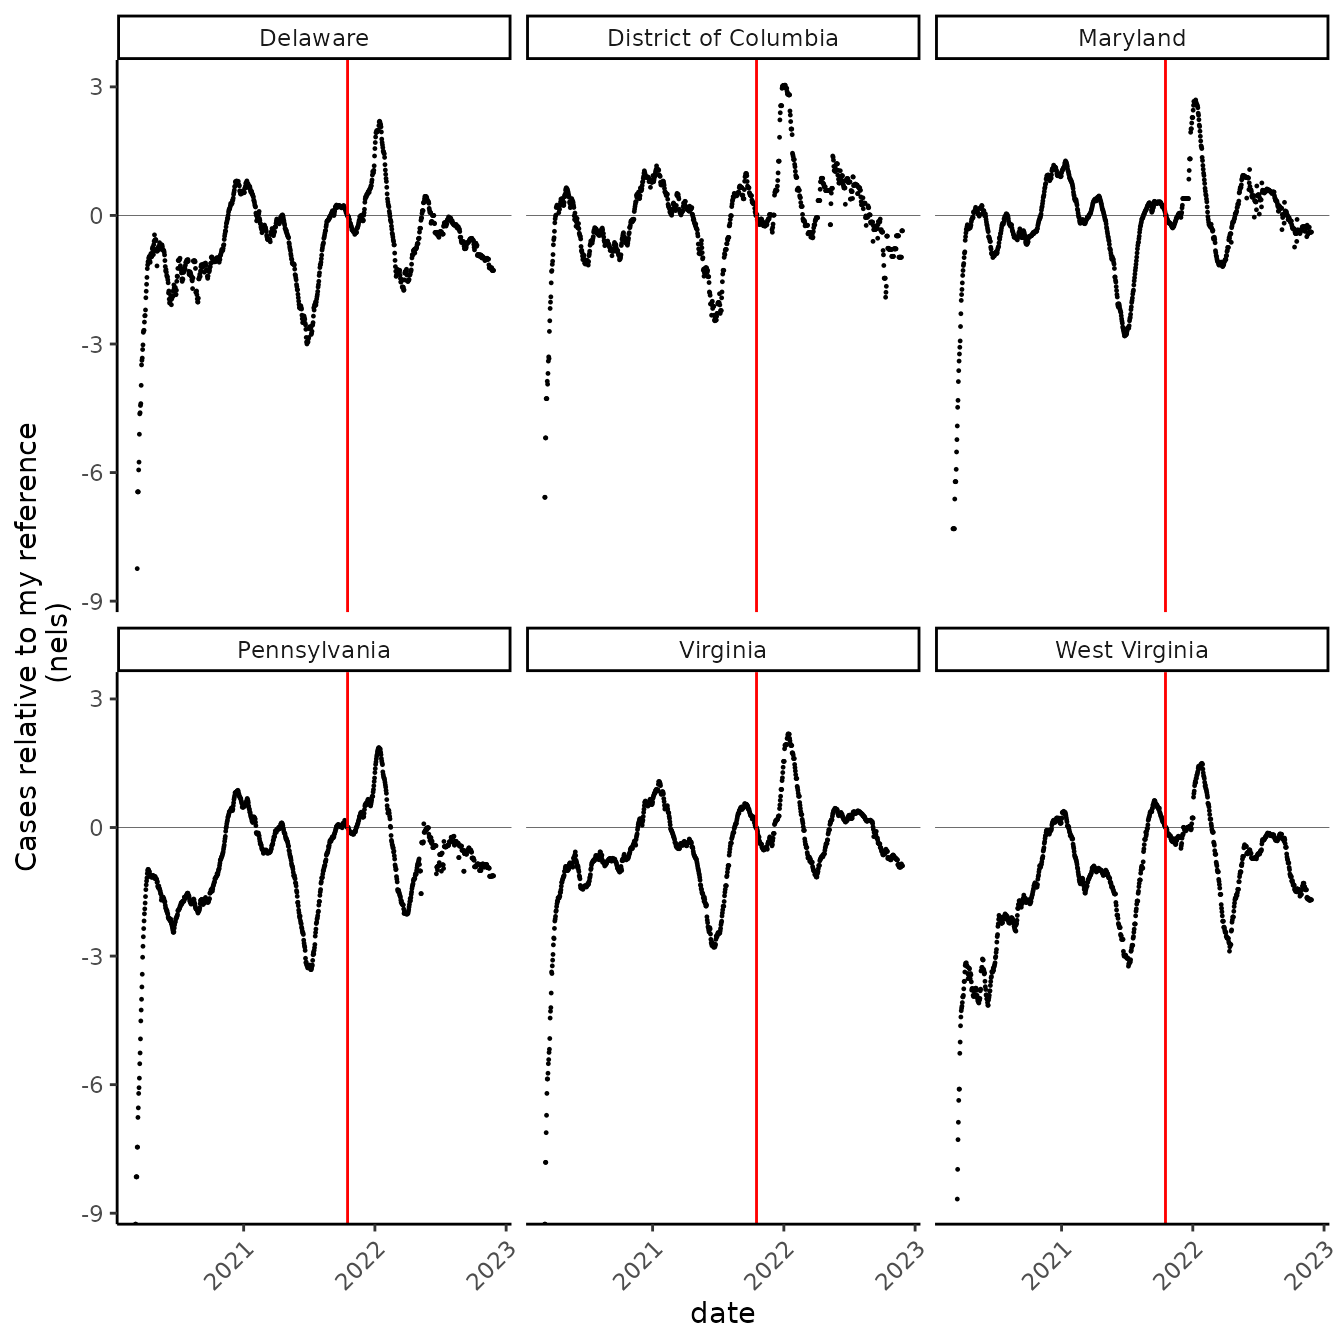 Delaware
District of Columbia
Maryland
3
0
-3
-6
-9
Pennsylvania
Virginia
West Virginia
3
0
-3
-6
-9
2021
2022
2023
2021
2022
2023
2021
2022
2023
date
Cases relative to my reference
(nels)